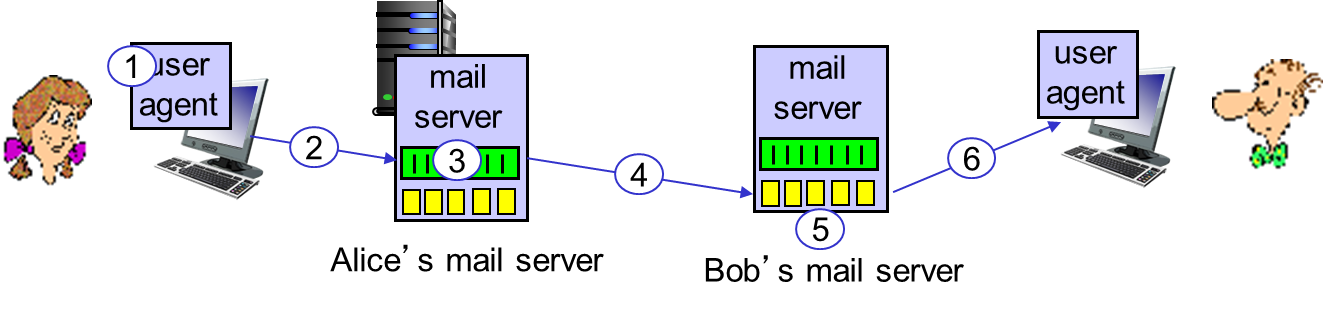 1
user
agent
2
mail
server
3
Alice’s mail server
4
mail
server
5
Bob’s mail server
6
user
agent